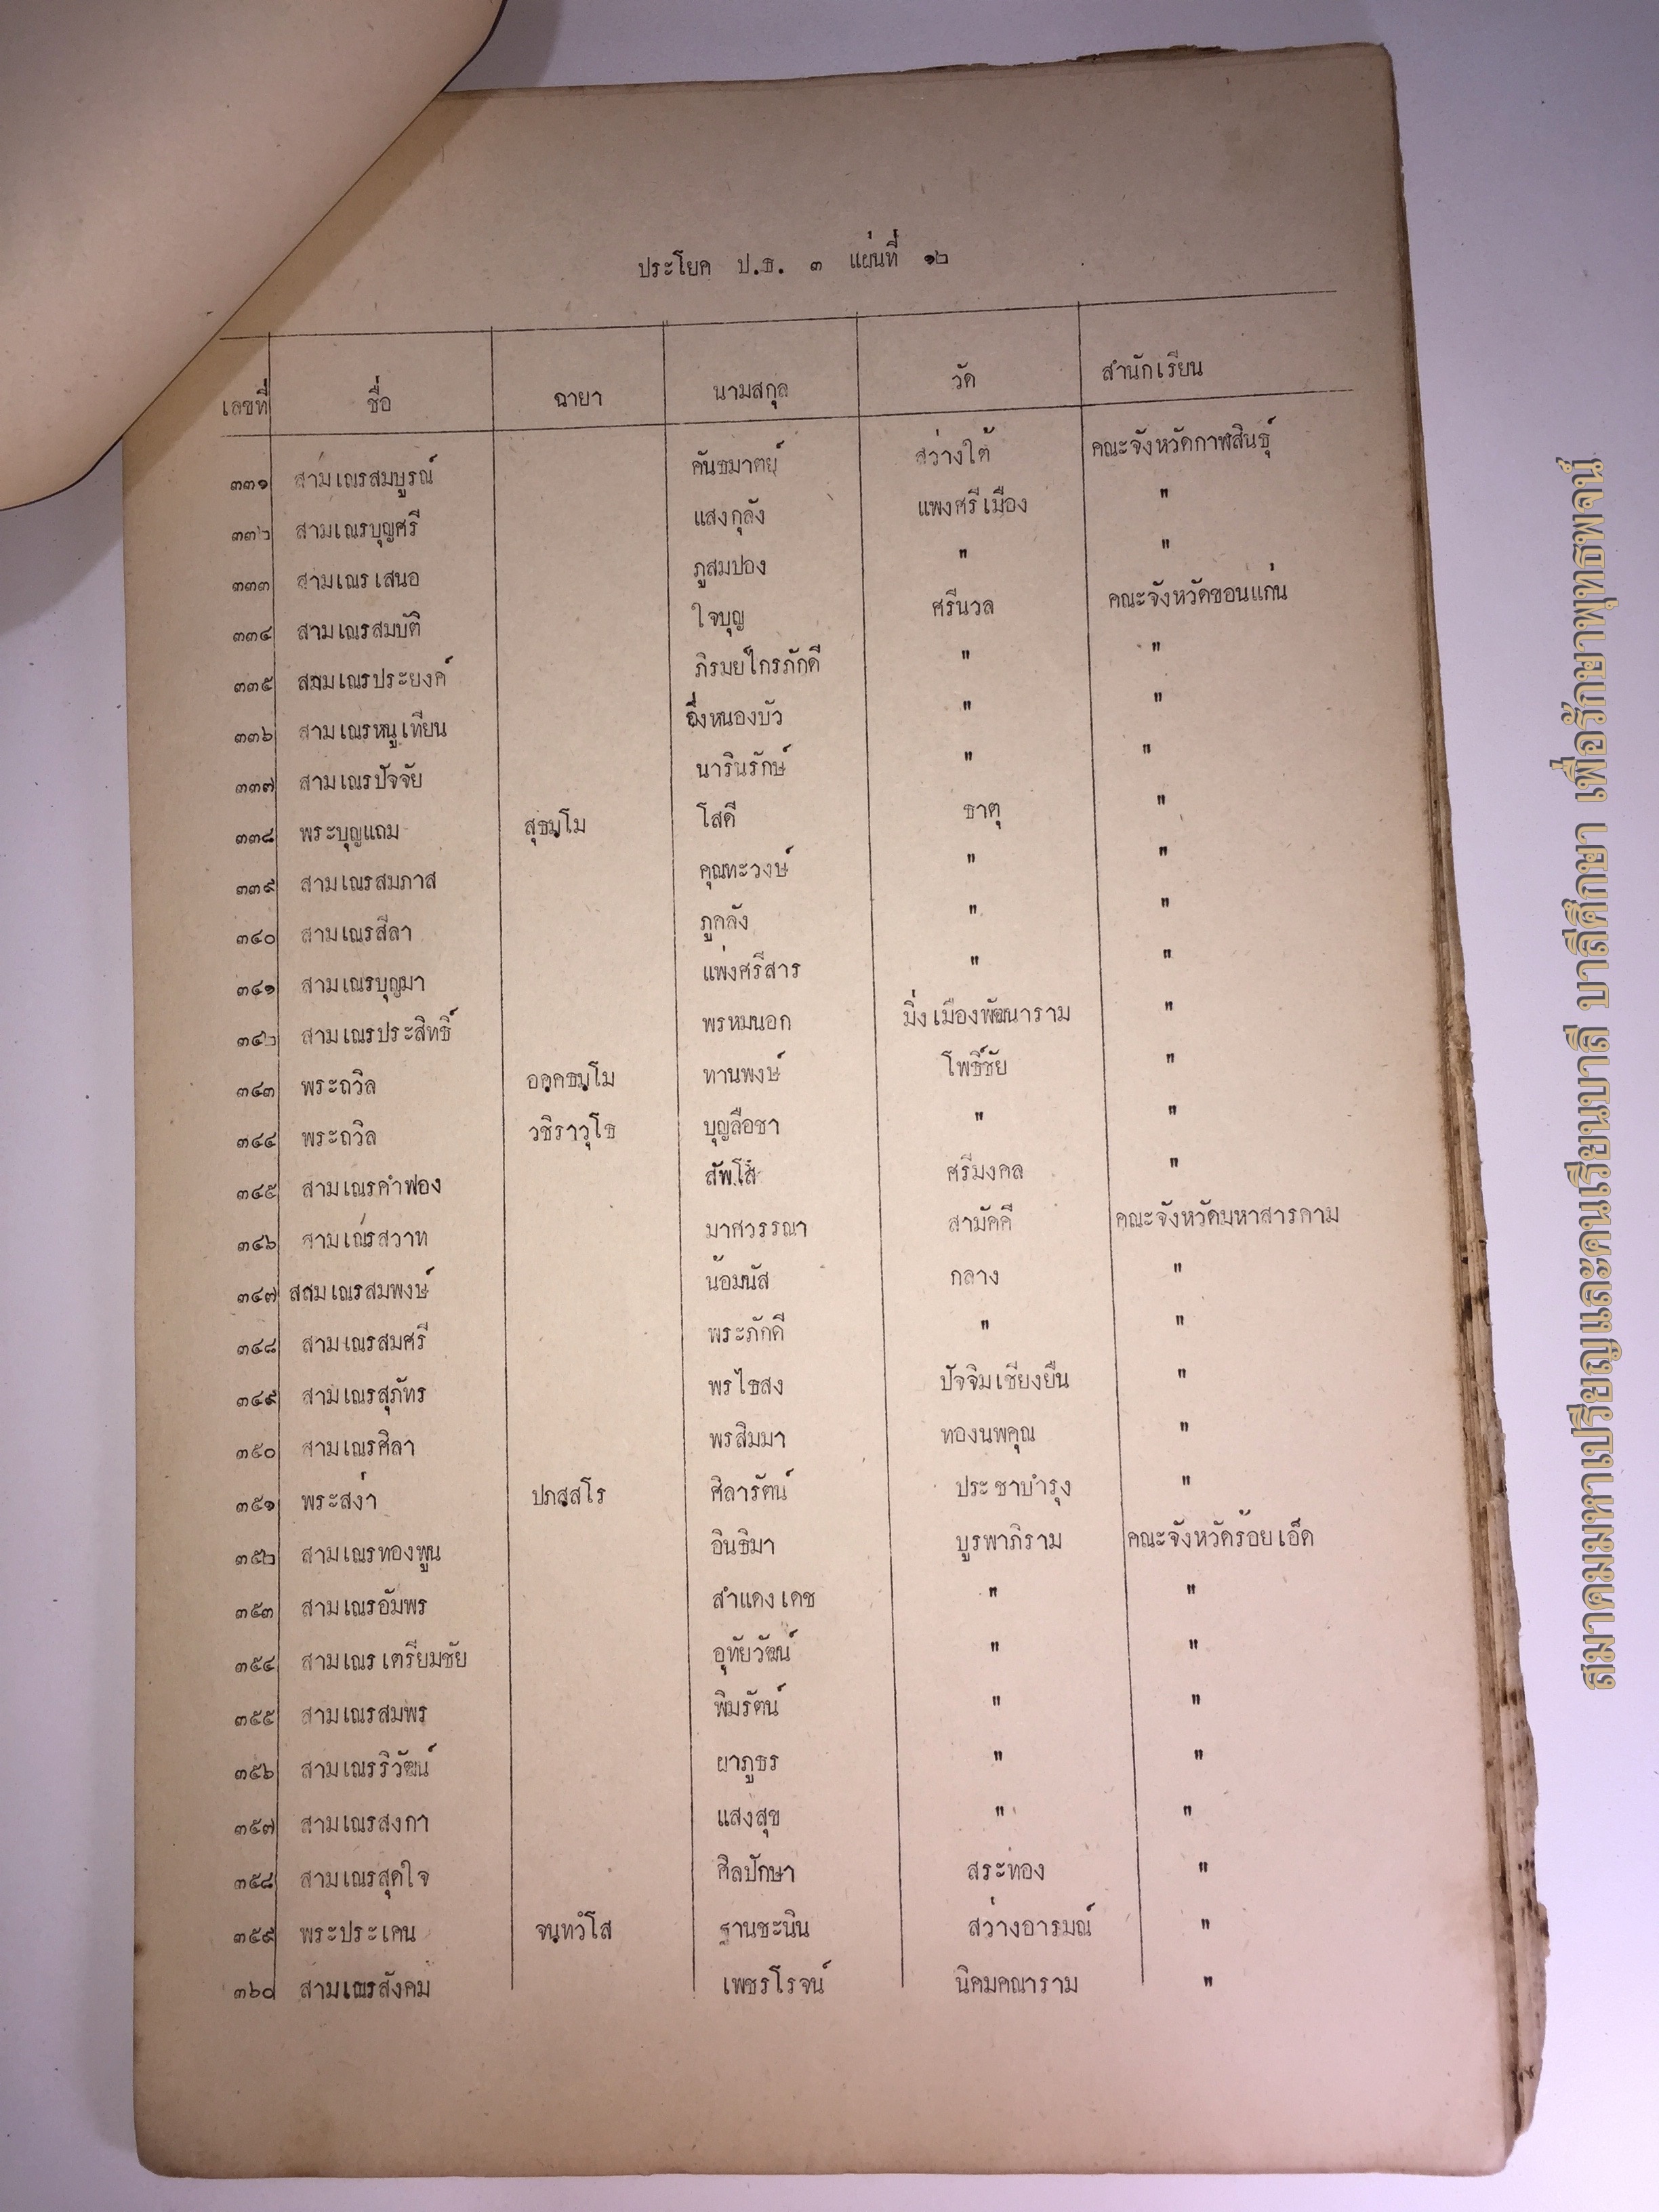 ประโยค ป.ธ. ๓ แผ่นที่ ๑๒
เลขที่ ชื่อ ฉายา นามสกุล วัด สำนักเรียน
๓๓๑ สามเณรสมบูรณ์ คันธมาตย์ สว่างใต้ คณะจังหวัดกาฬสินธุ์
๓๓๒ สามเณรบุญศรี แสงกุลัง แพงศรีเมือง "
๓๓๓ สามเณรเสนอ ภูสมปอง " "
๓๓๔ สามเณรสมบัติ ใจบุญ ศรีนวล คณะจังหวัดขอนแก่น
๓๓๕ สามเณรประยงค์ ภิรมย์ไกรภักดี " "
๓๓๖ สามเณรหนูเทียน อึ่งหนองบัว " "
๓๓๗ สามเณรปัจจัย นารินรักษ์ " "
๓๓๘ พระบุญแถม สุธมฺโม โสดี ธาตุ "
๓๓๙ สามเณรสมภาส คุณทะวงษ์ " "
๓๔๐ สามเณรสีลา ภูคลัง " "
๓๔๑ สามเณรบุญมา แพ่งศรีสาร " "
๓๔๒ สามเณรประสิทธิ์ พรหมนอก มิ่งเมืองพัฒนาราม "
๓๔๓ พระถวิล อคฺคธมฺโม ทานพงษ์ โพธิ์ชัย "
๓๔๔ พระถวิล วชิราวุโธ บุญลือชา " "
๓๔๕ สามเณรคำฟอง สัพโส ศรีมงคล "
๓๔๖ สามเณรสวาท มาศวรรณา สามัคคี คณะจังหวัดมหาสารคาม
๓๔๗ สามเณรสมพงษ์ น้อมนัส กลาง "
๓๔๘ สามเณรสมศรี พระภักดี " "
๓๔๙ สามเณรสุภัทร พรไธสง ปัจจิมเชียงยืน "
๓๕๐ สามเณรศิลา พรสิมมา ทองนพคุณ "
๓๕๑ พระสง่า ปภสฺสโร ศิลารัตน์ ประชาบำรุง "
๓๕๒ สามเณรทองพูน อินธิมา บูรพาภิราม คณะจังหวัดร้อยเอ็ด
๓๕๓ สามเณรอัมพร สำแดงเดช " "
๓๕๔ สามเณรเตรียมชัย อุทัยวัฒน์ " "
๓๕๕ สามเณรสมพร พิมรัตน์ " "
๓๕๖ สามเณรริวัฒน์ ผาภูธร " "
๓๕๗ สามเณรสงกา แสงสุข " "
๓๕๘ สามเณรสุดใจ ศิลปักษา สระทอง "
๓๕๙ พระประเคน จนฺทวํโส ฐานชะนิน สว่างอารมณ์ "
๓๖๐ สามเณรสังคม เพชรโรจน์ นิคมคณาราม "
สมาคมมหาเปรียญและคนเรียนบาลี บาลีศึกษา เพื่อรักษาพุทธพจน์